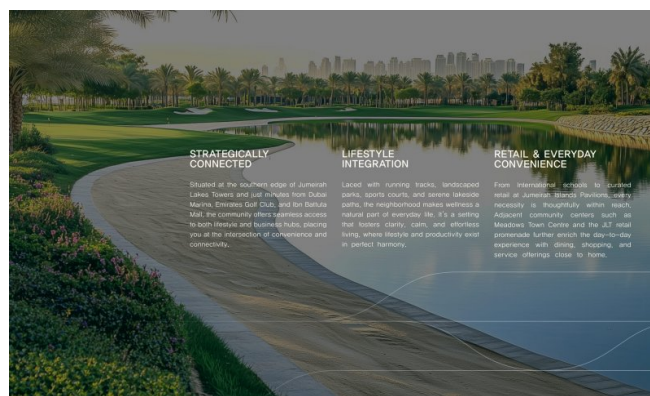 STRATEGICALLY
CONNECTED
Situated at the southern edge of Jumeirah
Lakes Towers and just minutes from Dubai
Marina, Emirates Golf Club, and Ibn Battuta
Mall, the community offers seamless access
to both lifestyle and business hubs, placing
you at the intersection of convenience and
connectivity.
LIFESTYLE
INTEGRATION
Laced with running tracks, landscaped
parks, sports courts, and serene lakeside
paths, the neighborhood makes wellness a
natural part of everyday life. It's a setting
that fosters clarity, calm, and effortless
living, where lifestyle and productivity exist
in perfect harmony.
RETAIL & EVERYDAY
CONVENIENCE
From international schools to curated
retail at Jumeirah Islands Pavilions, every
necessity is thoughtfully within reach.
Adjacent community centers such as
Meadows Town Centre and the JLT retail
promenade further enrich the day-to-day
experience with dining, shopping, and
service offerings close to home.